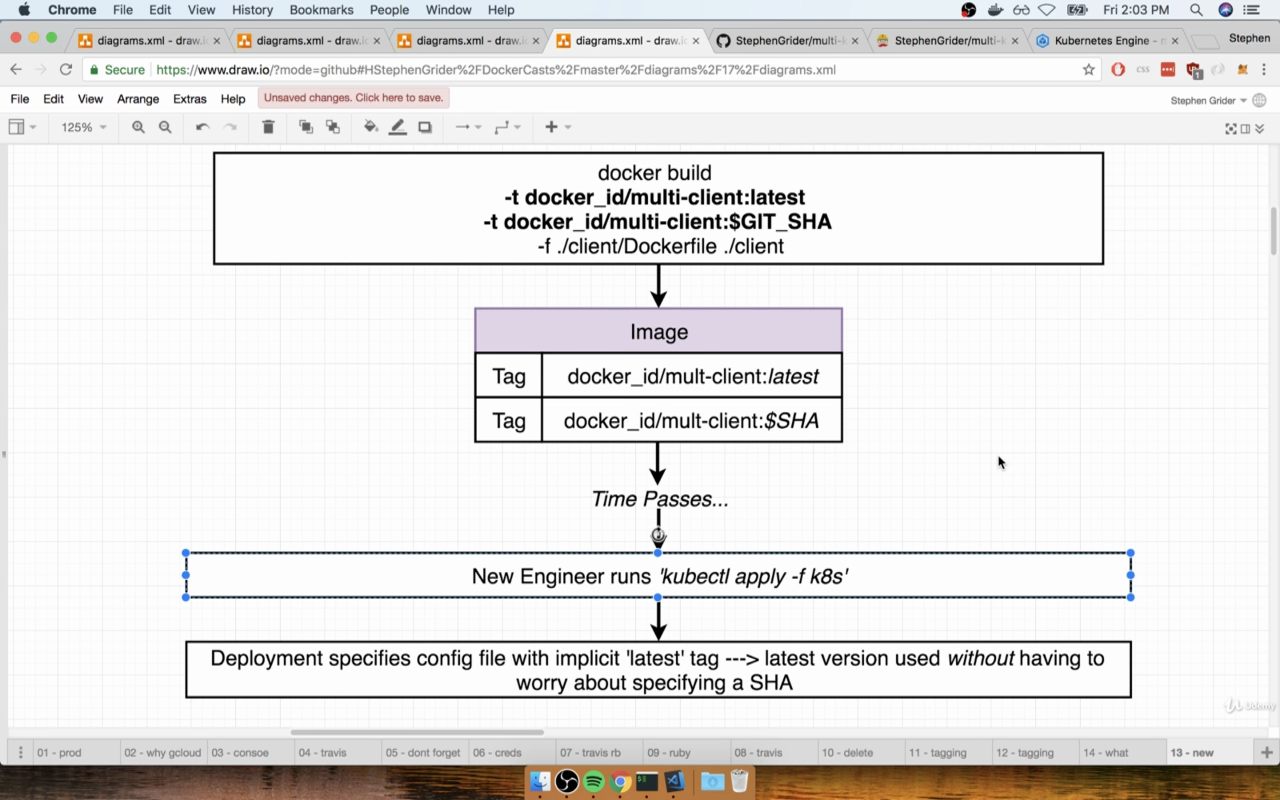 Chrome File Edit View History Bookmarks People Window Help Fri 2:03 PM
diagrams.xml - draw.i diagrams.xml - draw.i diagrams.xml - draw.i diagrams.xml - draw.i StephenGrider/multi-k StephenGrider/multi-k Kubernetes Engine - Stephen
Secure https://www.draw.io/?mode=github#HStephenGrider%2FDockerCasts%2Fmaster%2Fdiagrams%2F17%2Fdiagrams.xml
File Edit View Arrange Extras Help Unsaved changes. Click here to save. Stephen Grider
125%
docker build
-t docker_id/multi-client:latest
-t docker_id/multi-client:$GIT_SHA
-f ./client/Dockerfile ./client
Image
Tag docker_id/mult-client:latest
Tag docker_id/mult-client:$SHA
Time Passes...
New Engineer runs 'kubectl apply -f k8s'
Deployment specifies config file with implicit 'latest' tag ---> latest version used without having to
worry about specifying a SHA
Udemy
01 - prod 02 - why gcloud 03 - consoe 04 - travis 05 - dont forget 06 - creds 07 - travis rb 09 - ruby 08 - travis 10 - delete 11 - tagging 12 - tagging 14 - what 13 - new